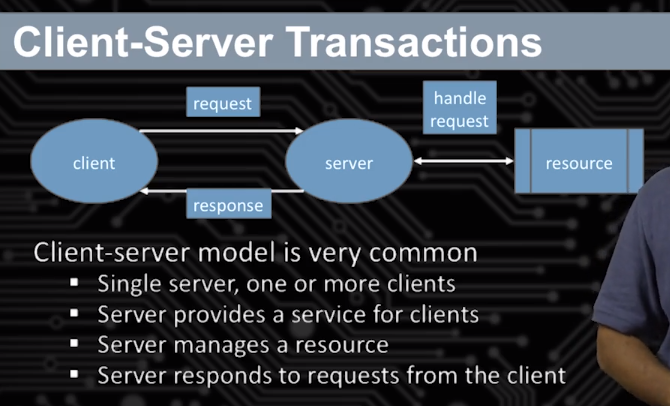 Client-Server Transactions
request
handle
request
client
server
resource
response
Client-server model is very common
▪ Single server, one or more clients
▪ Server provides a service for clients
▪ Server manages a resource
▪ Server responds to requests from the client